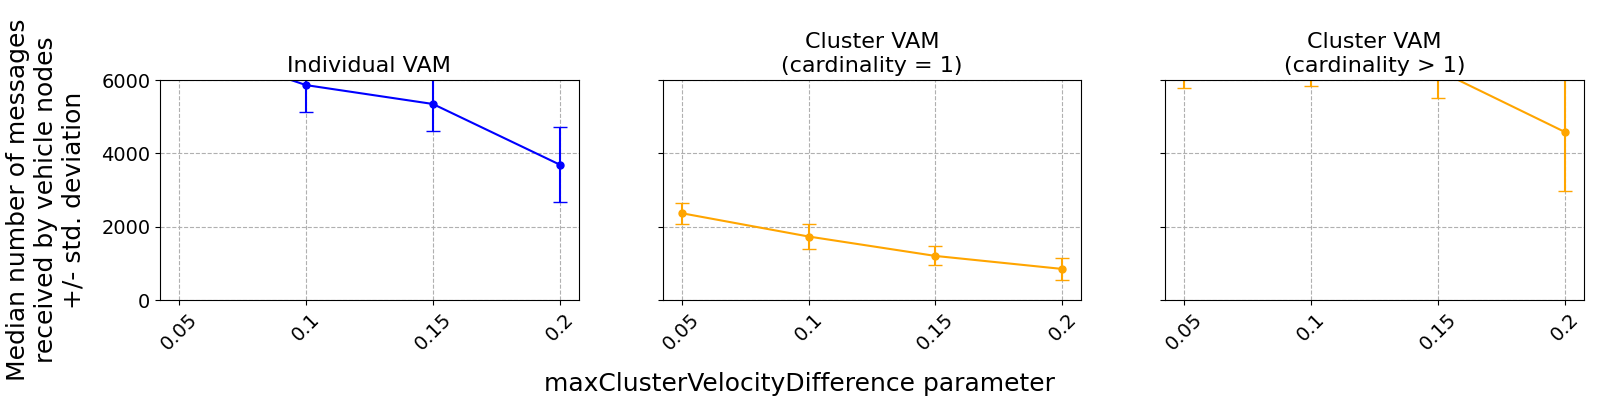 Median number of messages
received by vehicle nodes
+/- std. deviation
Individual VAM
6000
4000
2000
0
0.05
0.1
0.15
0.2
Cluster VAM
(cardinality = 1)
0.05
0.1
0.15
0.2
Cluster VAM
(cardinality > 1)
0.05
0.1
0.15
0.2
maxClusterVelocityDifference parameter